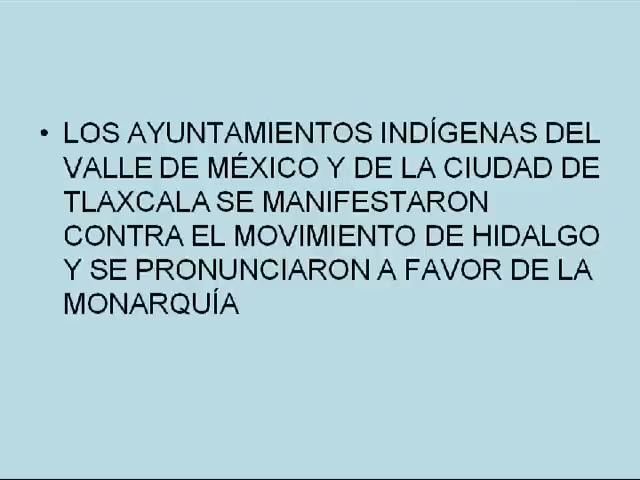 • LOS AYUNTAMIENTOS INDÍGENAS DEL
VALLE DE MÉXICO Y DE LA CIUDAD DE
TLAXCALA SE MANIFESTARON
CONTRA EL MOVIMIENTO DE HIDALGO
Y SE PRONUNCIARON A FAVOR DE LA
MONARQUÍA